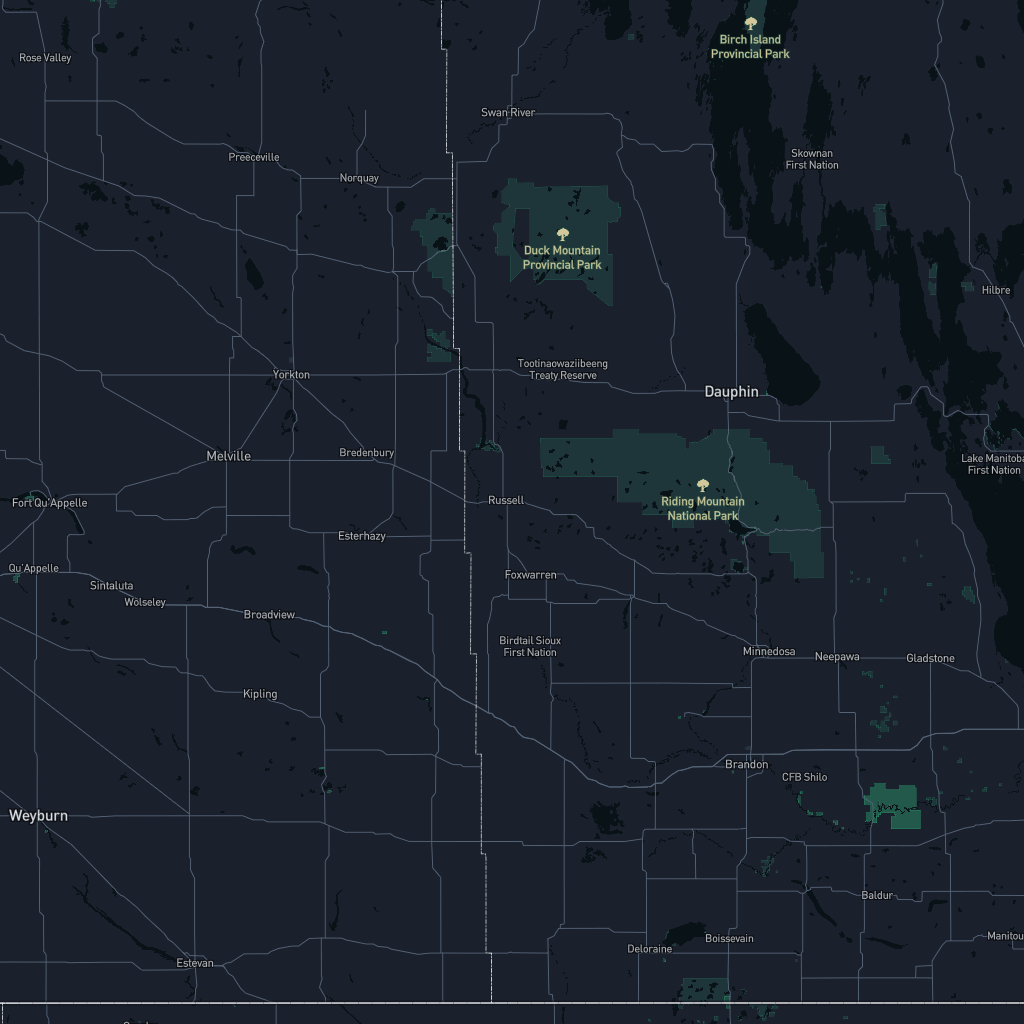 Birch Island
Provincial Park
Rose Valley
Swan River
Preeceville
Skownan
First Nation
Norquay
Duck Mountain
Provincial Park
Hilbre
Tootinaowaziibeeng
Treaty Reserve
Yorkton
Dauphin
Melville
Bredenbury
Lake Manitoba
First Nation
Fort Qu'Appelle
Russell
Riding Mountain
National Park
Esterhazy
Qu'Appelle
Foxwarren
Sintaluta
Wolseley
Broadview
Birdtail Sioux
First Nation
Minnedosa
Neepawa
Gladstone
Kipling
Brandon
CFB Shilo
Weyburn
Baldur
Manitou
Boissevain
Deloraine
Estevan